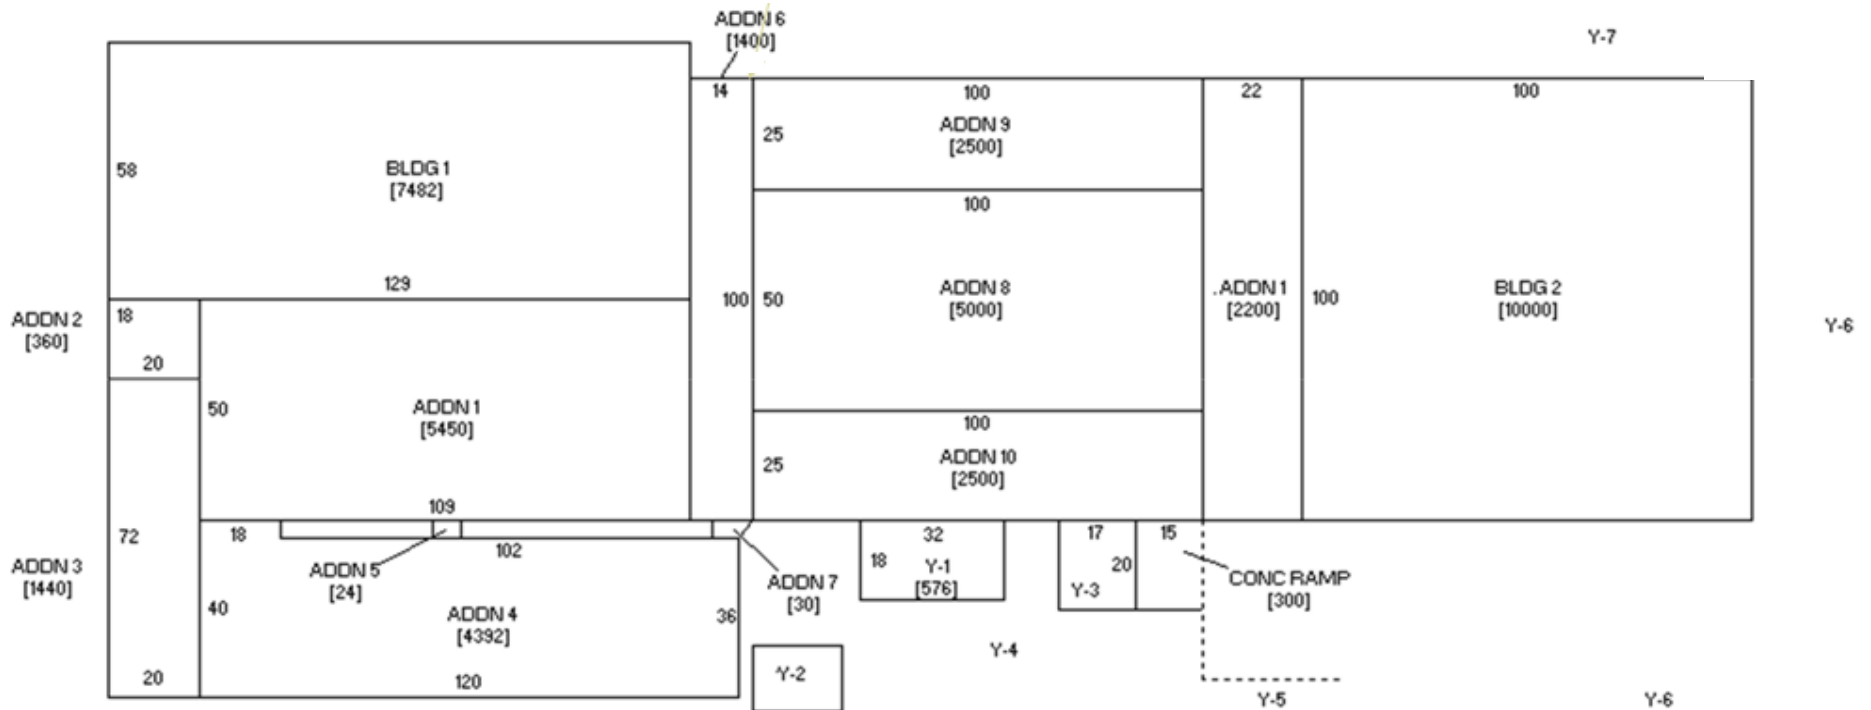 ADDN 6
[1400]
Y-7
14
100
22
100
25
ADDN 9
[2500]
58
BLDG 1
[7482]
100
129
100
50
ADDN 8
[5000]
.ADDN 1
[2200]
100
BLDG 2
[10000]
ADDN 2
[360]
18
20
Y-6
50
ADDN 1
[5450]
100
25
ADDN 10
[2500]
109
72
18
102
ADDN 3
[1440]
ADDN 5
[24]
40
ADDN 4
[4392]
36
ADDN 7
[30]
32
18
Y-1
[576]
17
20
Y-3
15
CONC RAMP
[300]
20
120
Y-2
Y-4
Y-5
Y-6